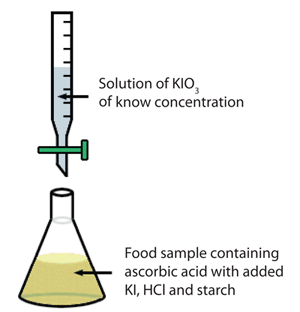 Solution of KIO3
of know concentration
Food sample containing
ascorbic acid with added
KI, HCl and starch